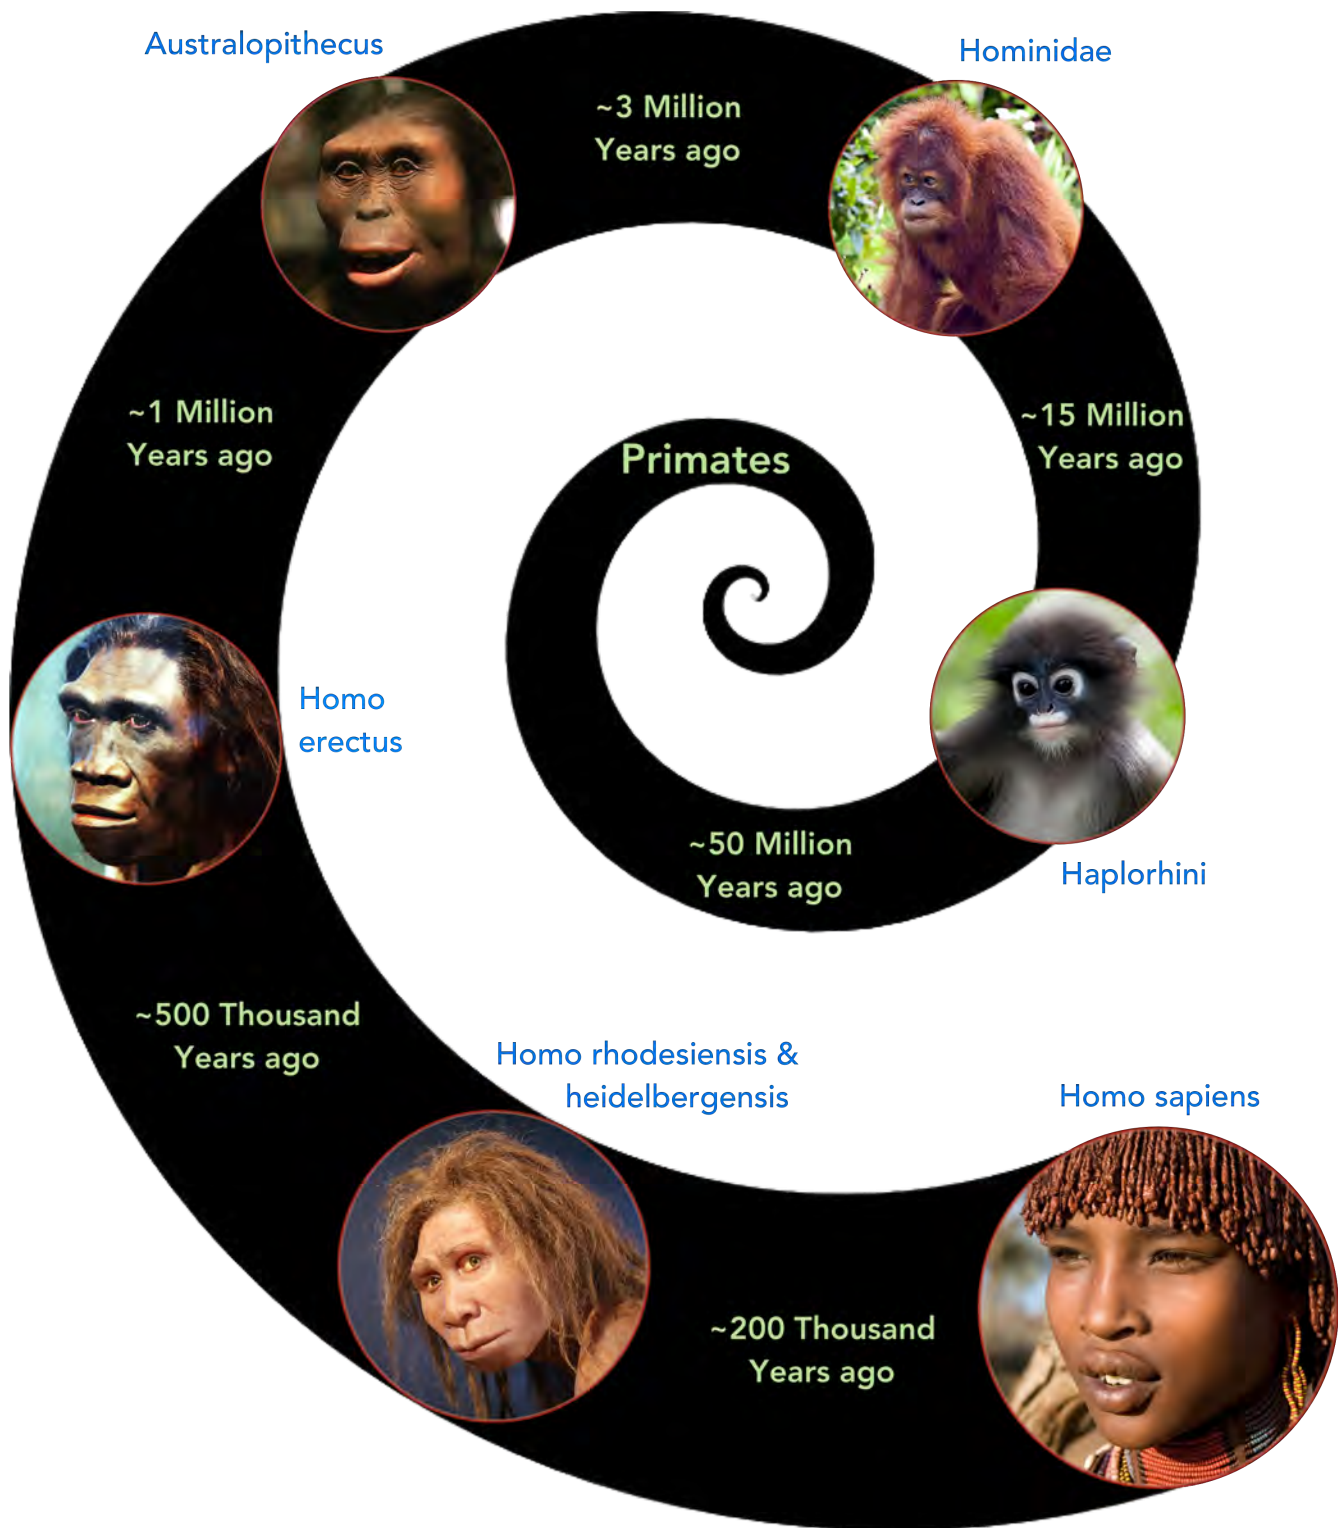 Australopithecus
Hominidae
~3 Million
Years ago
~1 Million
Years ago
~15 Million
Years ago
Primates
Homo
erectus
~50 Million
Years ago
Haplorhini
~500 Thousand
Years ago
Homo rhodesiensis &
heidelbergensis
Homo sapiens
~200 Thousand
Years ago